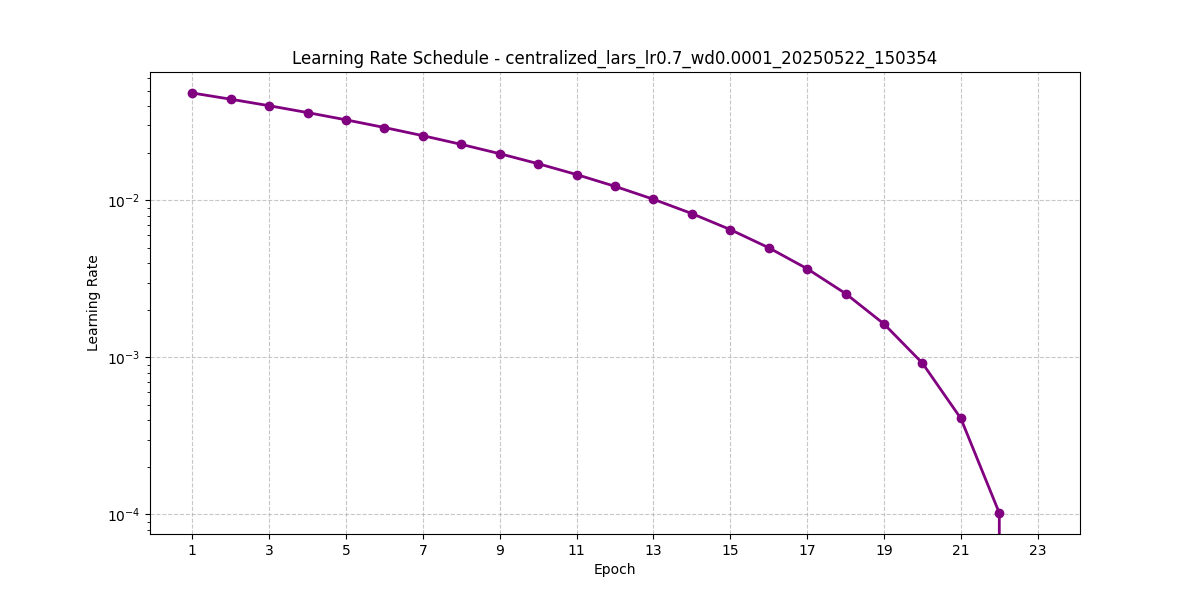 Learning Rate Schedule - centralized_lars_lr0.7_wd0.0001_20250522_150354
Learning Rate
10⁻²
10⁻³
10⁻⁴
1 3 5 7 9 11 13 15 17 19 21 23
Epoch